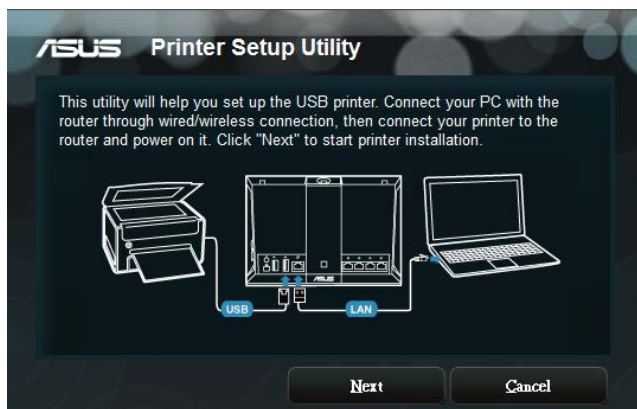 ASUS Printer Setup Utility
This utility will help you set up the USB printer. Connect your PC with the
router through wired/wireless connection, then connect your printer to the
router and power on it. Click "Next" to start printer installation.
ASUS
USB
LAN
Next
Cancel